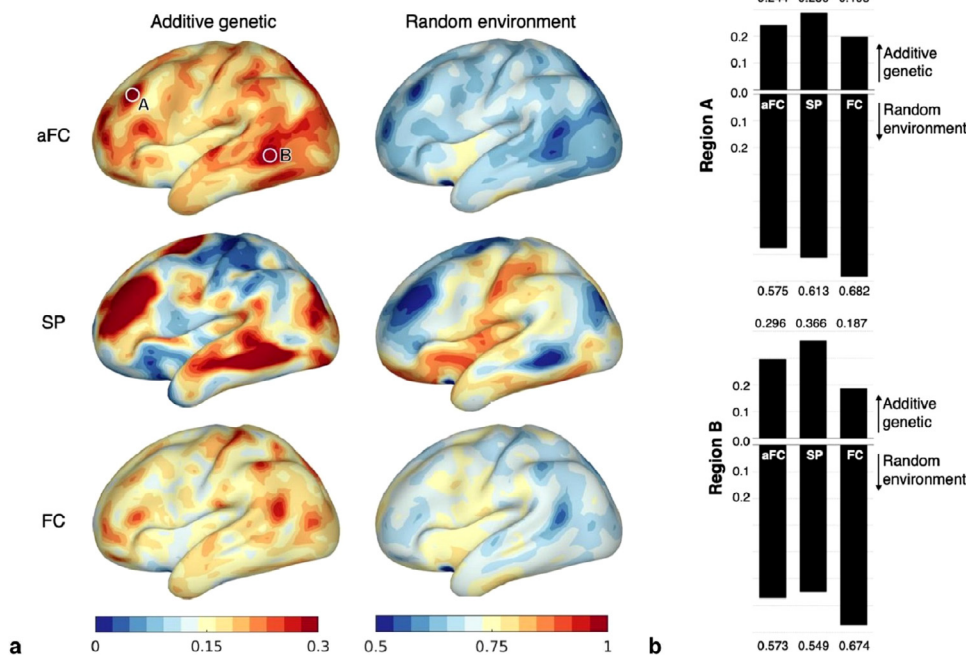 Additive genetic
Random environment
aFC
A
B
SP
FC
0 0.15 0.3
0.5 0.75 1
a
b
Region A
0.2
0.1
0.0
0.1
0.2
aFC SP FC
Additive
genetic
Random
environment
0.575 0.613 0.682
Region B
0.296 0.366 0.187
0.2
0.1
0.0
0.1
0.2
aFC SP FC
Additive
genetic
Random
environment
0.573 0.549 0.674